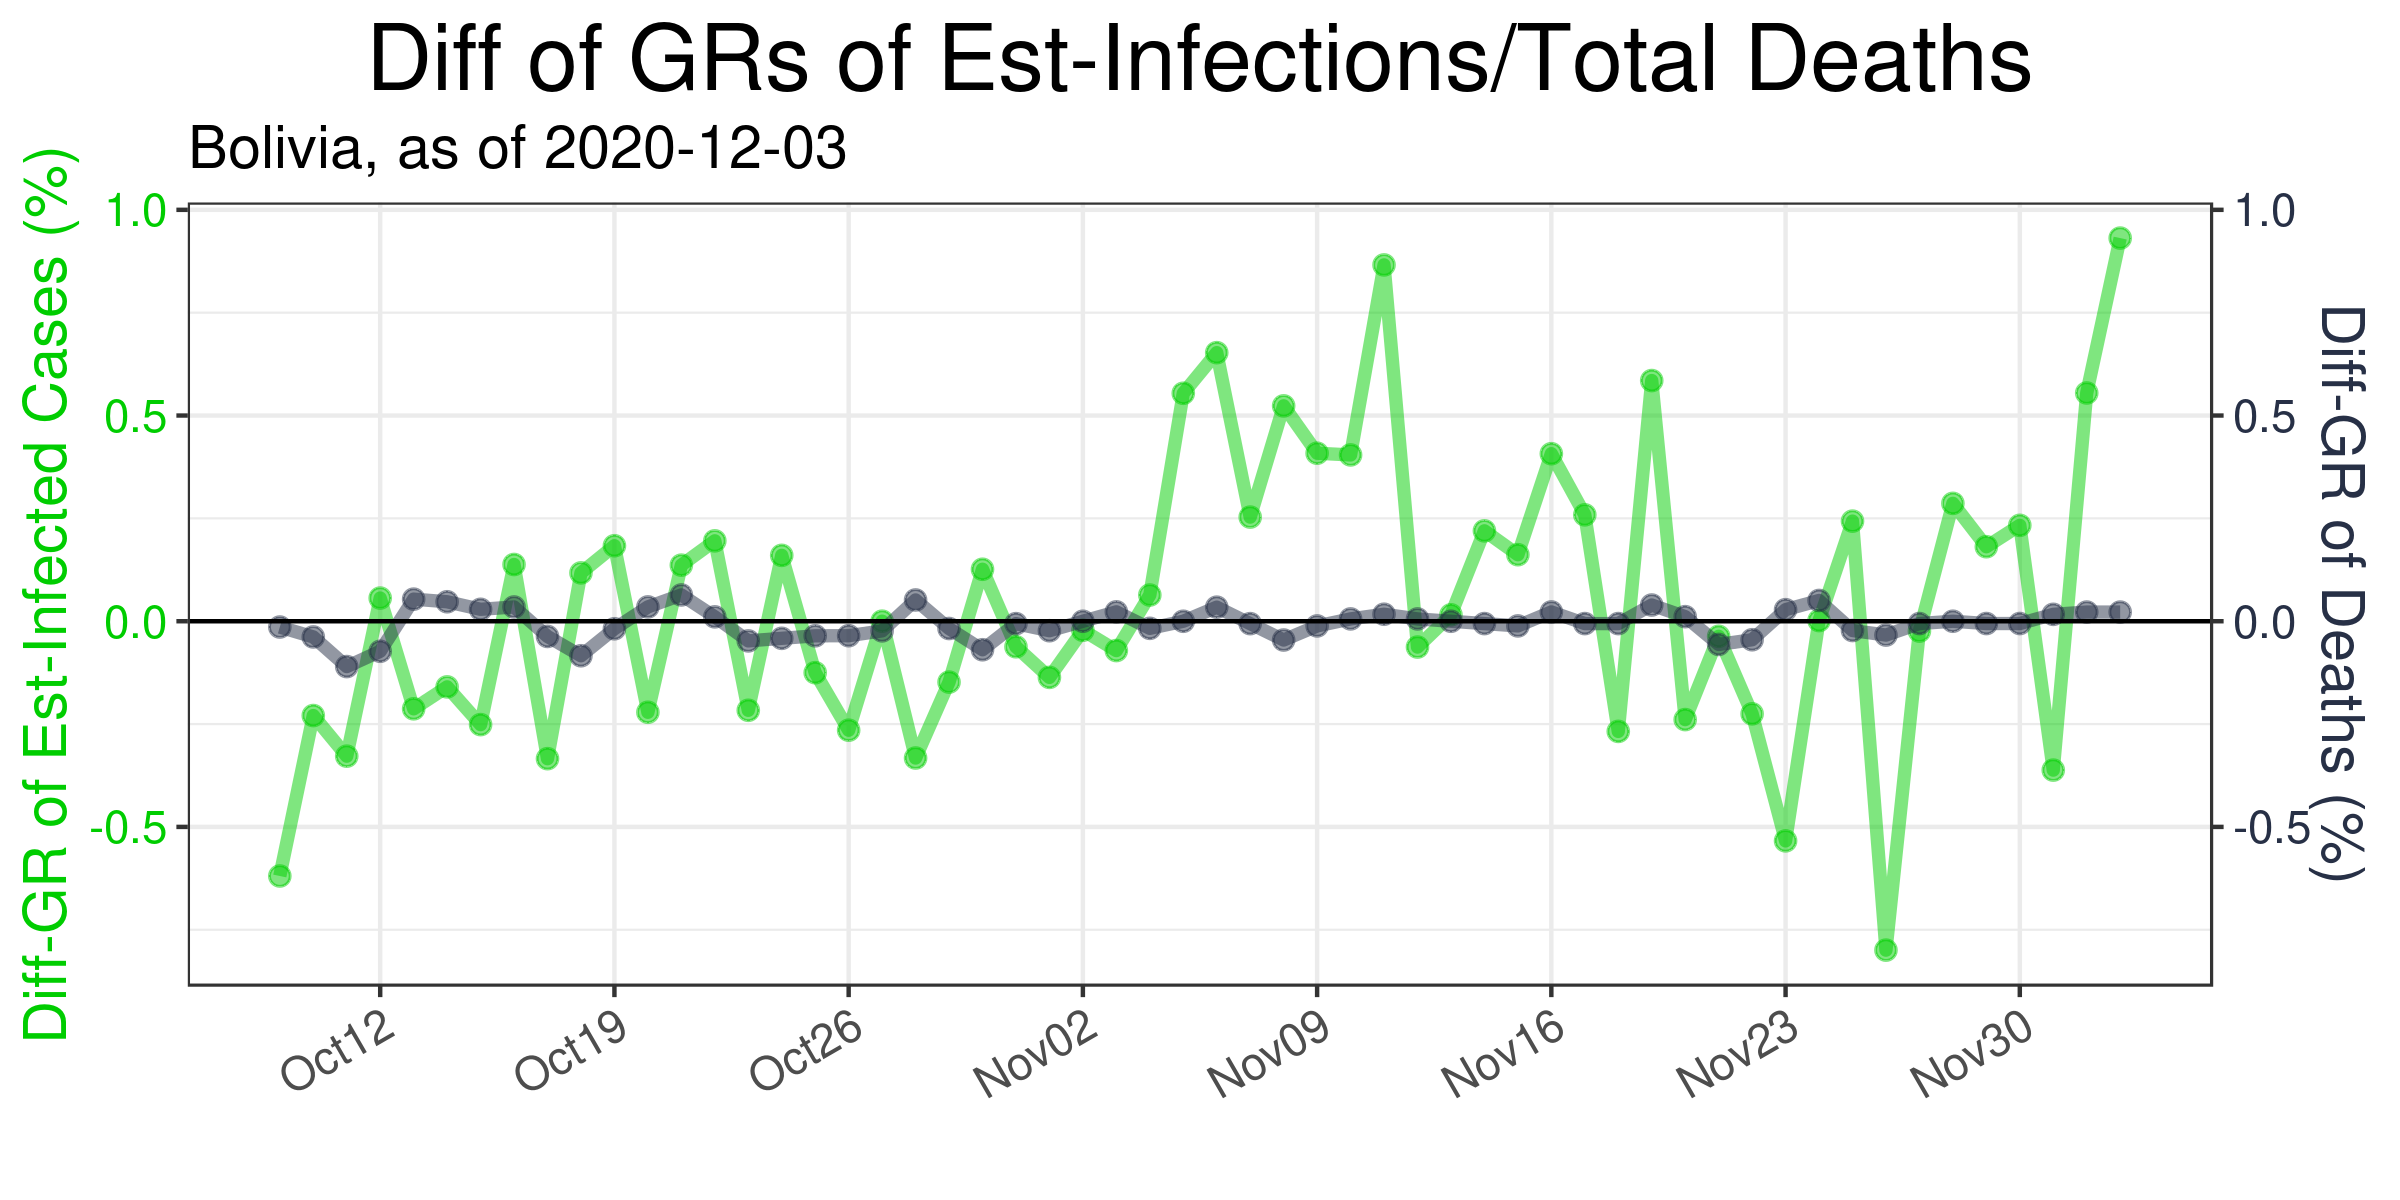 Diff of GRs of Est-Infections/Total Deaths
Bolivia, as of 2020-12-03
Diff-GR of Est-Infected Cases (%)
1.0
0.5
0.0
-0.5
1.0
0.5
0.0
-0.5
Diff-GR of Deaths (%)
Oct12
Oct19
Oct26
Nov02
Nov09
Nov16
Nov23
Nov30